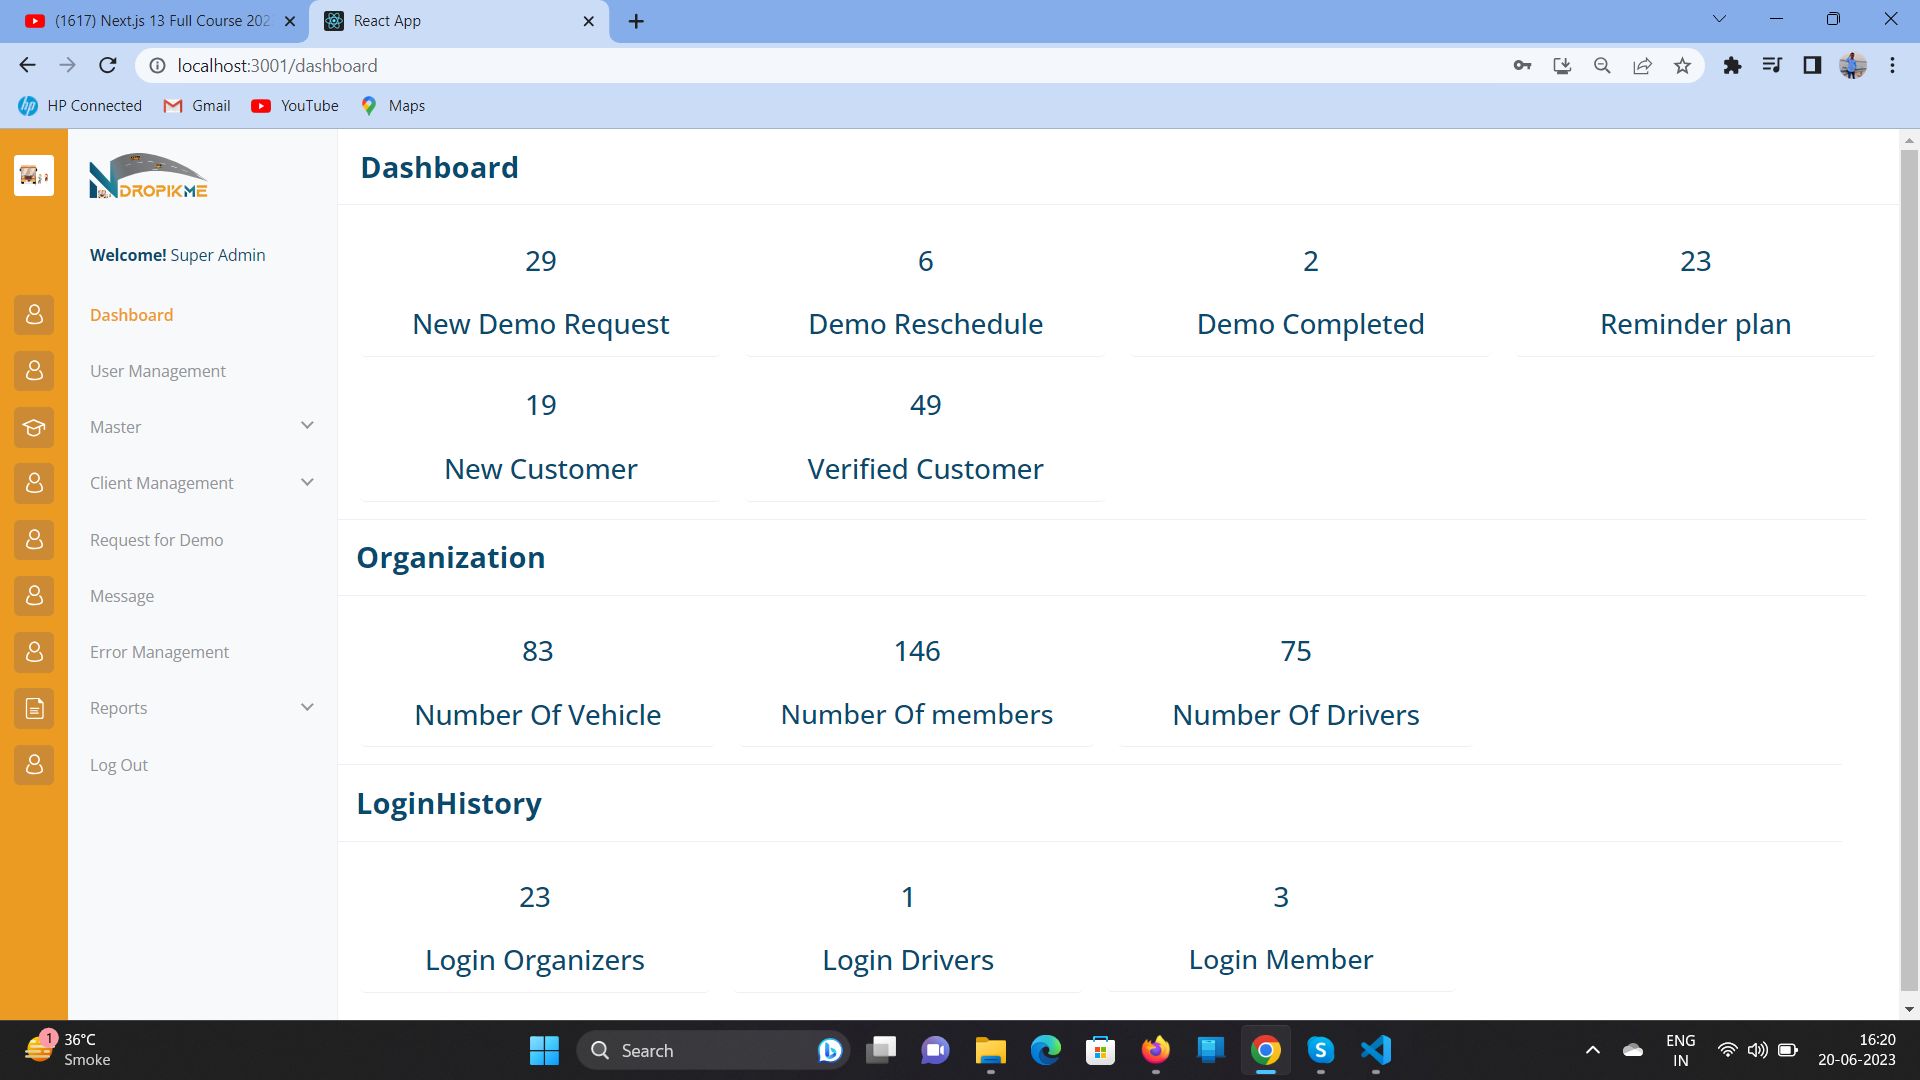 (1617) Next.js 13 Full Course 202
React App
localhost:3001/dashboard
HP Connected
Gmail
YouTube
Maps
NDROPIKME
Welcome! Super Admin
Dashboard
User Management
Master
Client Management
Request for Demo
Message
Error Management
Reports
Log Out
Dashboard
29
New Demo Request
6
Demo Reschedule
2
Demo Completed
23
Reminder plan
19
New Customer
49
Verified Customer
Organization
83
Number Of Vehicle
146
Number Of members
75
Number Of Drivers
LoginHistory
23
Login Organizers
1
Login Drivers
3
Login Member
1
36°C
Smoke
Search
ENG
IN
16:20
20-06-2023